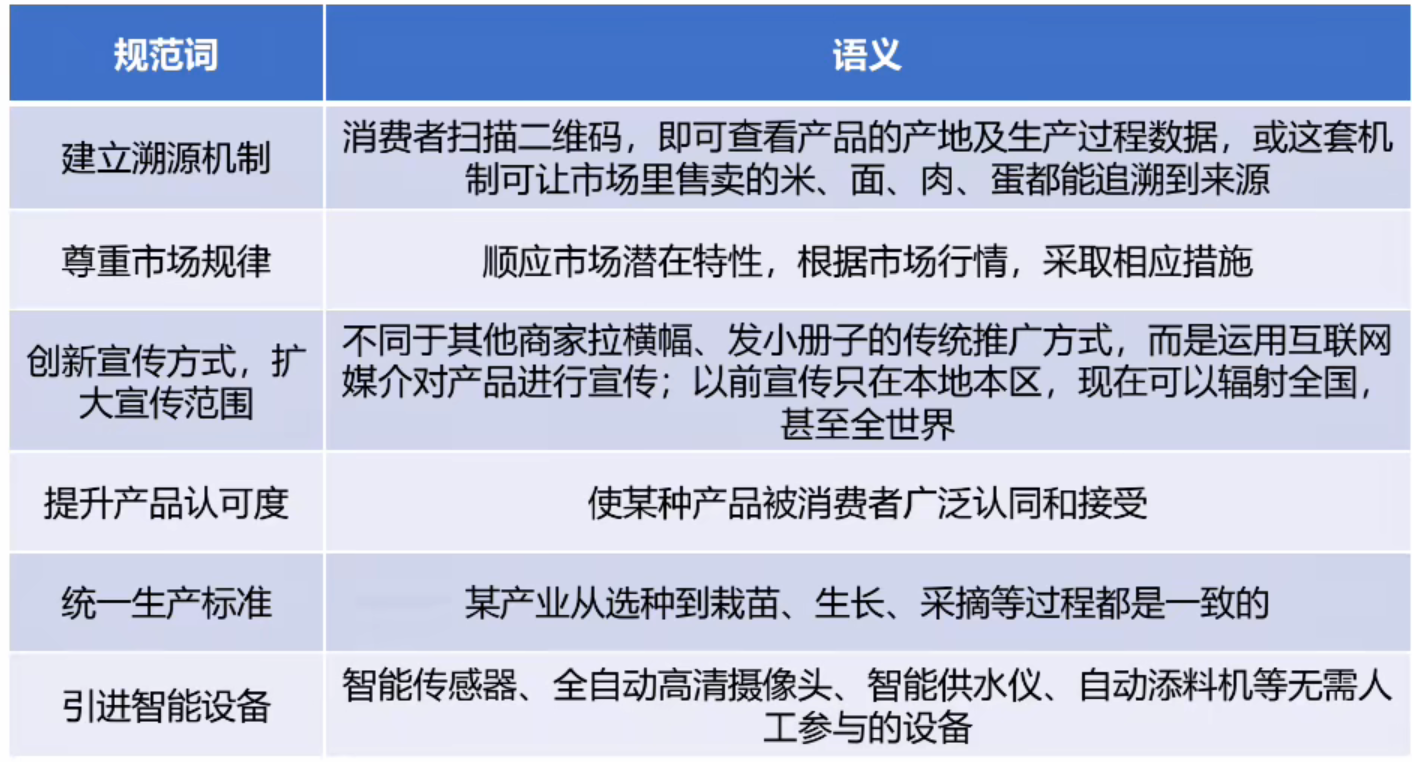 规范词
语义
建立溯源机制
消费者扫描二维码，即可查看产品的产地及生产过程数据，或这套机
制可让市场里售卖的米、面、肉、蛋都能追溯到来源
尊重市场规律
顺应市场潜在特性，根据市场行情，采取相应措施
创新宣传方式，扩
大宣传范围
不同于其他商家拉横幅、发小册子的传统推广方式，而是运用互联网
媒介对产品进行宣传；以前宣传只在本地本区，现在可以辐射全国，
甚至全世界
提升产品认可度
使某种产品被消费者广泛认同和接受
统一生产标准
某产业从选种到栽苗、生长、采摘等过程都是一致的
引进智能设备
智能传感器、全自动高清摄像头、智能供水仪、自动添料机等无需人
工参与的设备